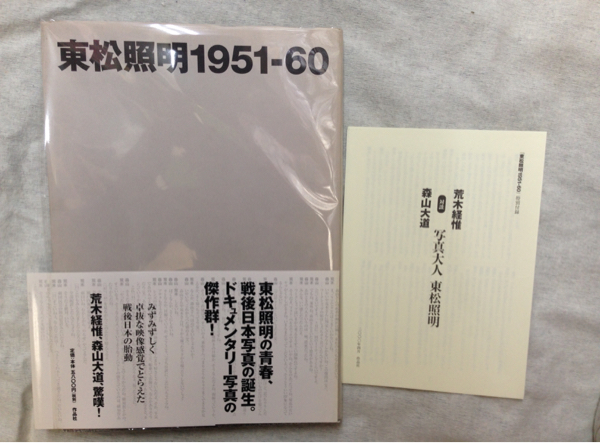 東松照明1951-60
東松照明の青春、
戦後日本写真の誕生。
ドキュメンタリー写真の
傑作群！
みずみずしく
卓抜な映像感覚でとらえた
戦後日本の胎動
荒木経惟、森山大道、驚嘆！
作品社
荒木経惟
対談
森山大道
写真大人 東松照明